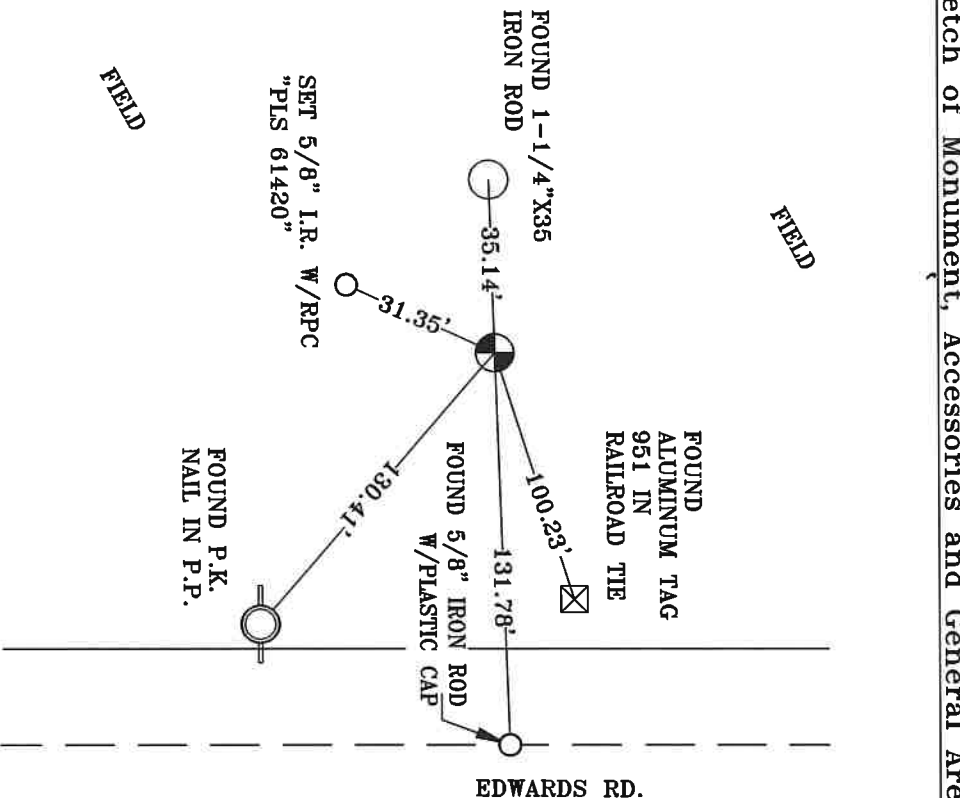 etch of Monument, Accessories and General Are
FIELD
FIELD
FOUND 1-1/4"X35
IRON ROD
35.14'
SET 5/8" I.R. W/RPC
"PLS 61420"
31.35'
FOUND
ALUMINUM TAG
951 IN
RAILROAD TIE
100.23'
131.78'
FOUND 5/8" IRON ROD
W/PLASTIC CAP
130.41'
FOUND P.K.
NAIL IN P.P.
EDWARDS RD.